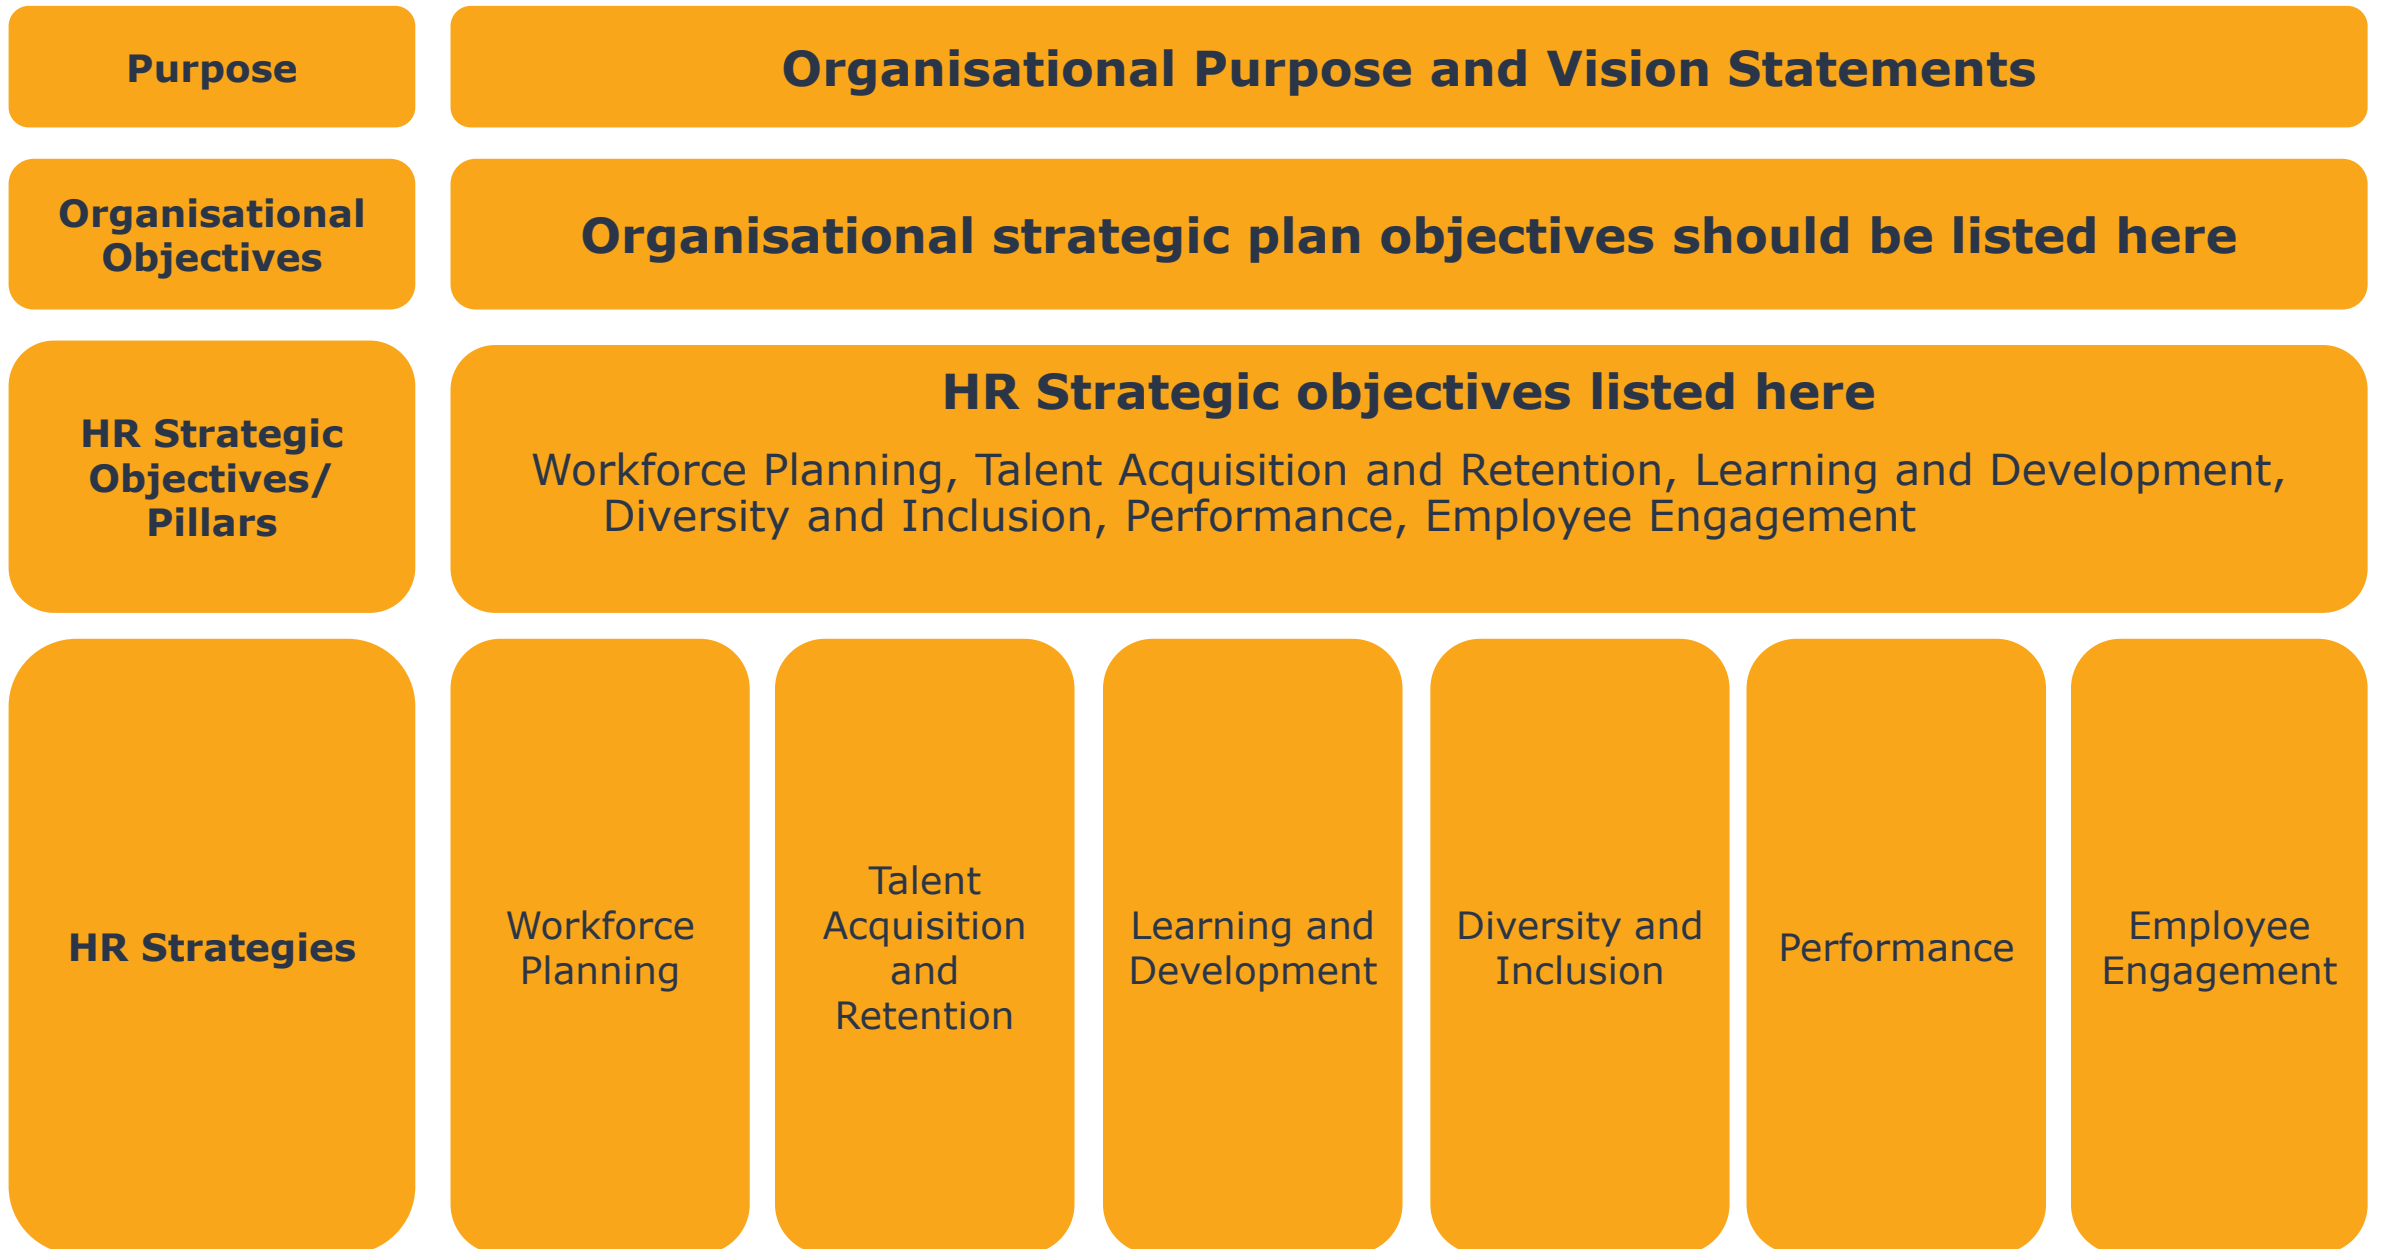 Purpose
Organisational Purpose and Vision Statements
Organisational
Objectives
Organisational strategic plan objectives should be listed here
HR Strategic
Objectives/
Pillars
HR Strategic objectives listed here
Workforce Planning, Talent Acquisition and Retention, Learning and Development,
Diversity and Inclusion, Performance, Employee Engagement
HR Strategies
Workforce
Planning
Talent
Acquisition
and
Retention
Learning and
Development
Diversity and
Inclusion
Performance
Employee
Engagement